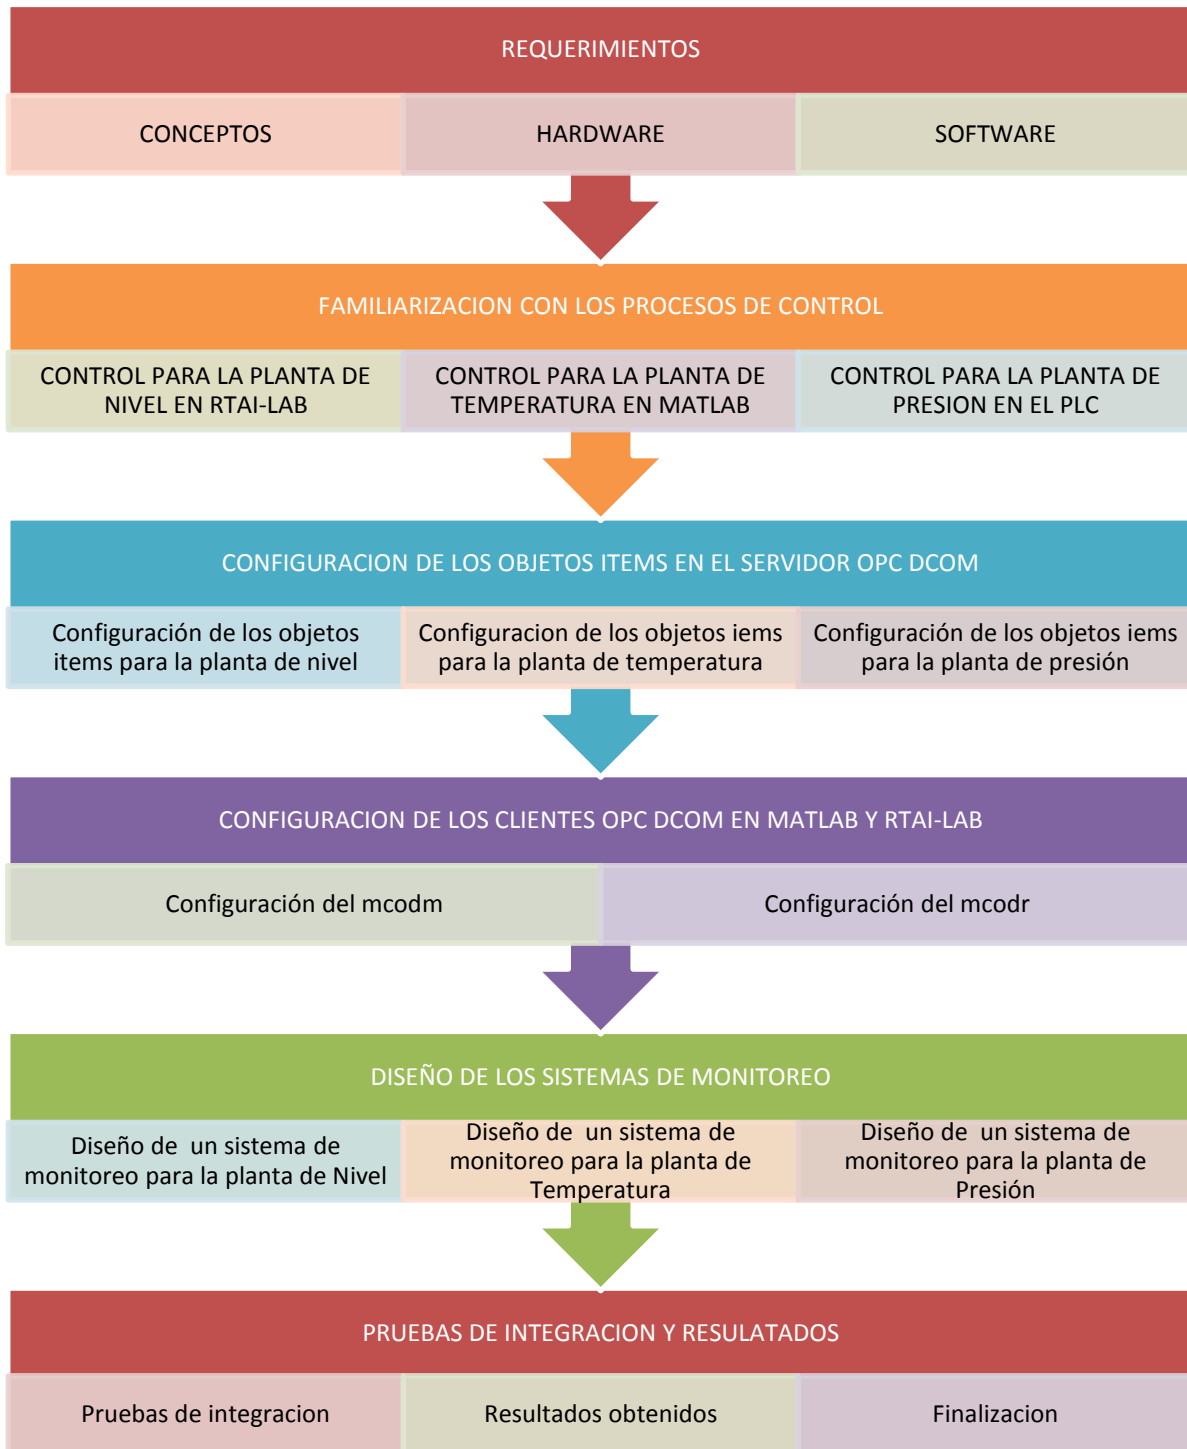 REQUERIMIENTOS
CONCEPTOS
HARDWARE
SOFTWARE
FAMILIARIZACION CON LOS PROCESOS DE CONTROL
CONTROL PARA LA PLANTA DE
NIVEL EN RTAI-LAB
CONTROL PARA LA PLANTA DE
TEMPERATURA EN MATLAB
CONTROL PARA LA PLANTA DE
PRESION EN EL PLC
CONFIGURACION DE LOS OBJETOS ITEMS EN EL SERVIDOR OPC DCOM
Configuración de los objetos
items para la planta de nivel
Configuracion de los objetos iems
para la planta de temperatura
Configuración de los objetos iems
para la planta de presión
CONFIGURACION DE LOS CLIENTES OPC DCOM EN MATLAB Y RTAI-LAB
Configuración del mcodm
Configuración del mcodr
DISEÑO DE LOS SISTEMAS DE MONITOREO
Diseño de un sistema de
monitoreo para la planta de Nivel
Diseño de un sistema de
monitoreo para la planta de
Temperatura
Diseño de un sistema de
monitoreo para la planta de
Presión
PRUEBAS DE INTEGRACION Y RESULATADOS
Pruebas de integracion
Resultados obtenidos
Finalizacion